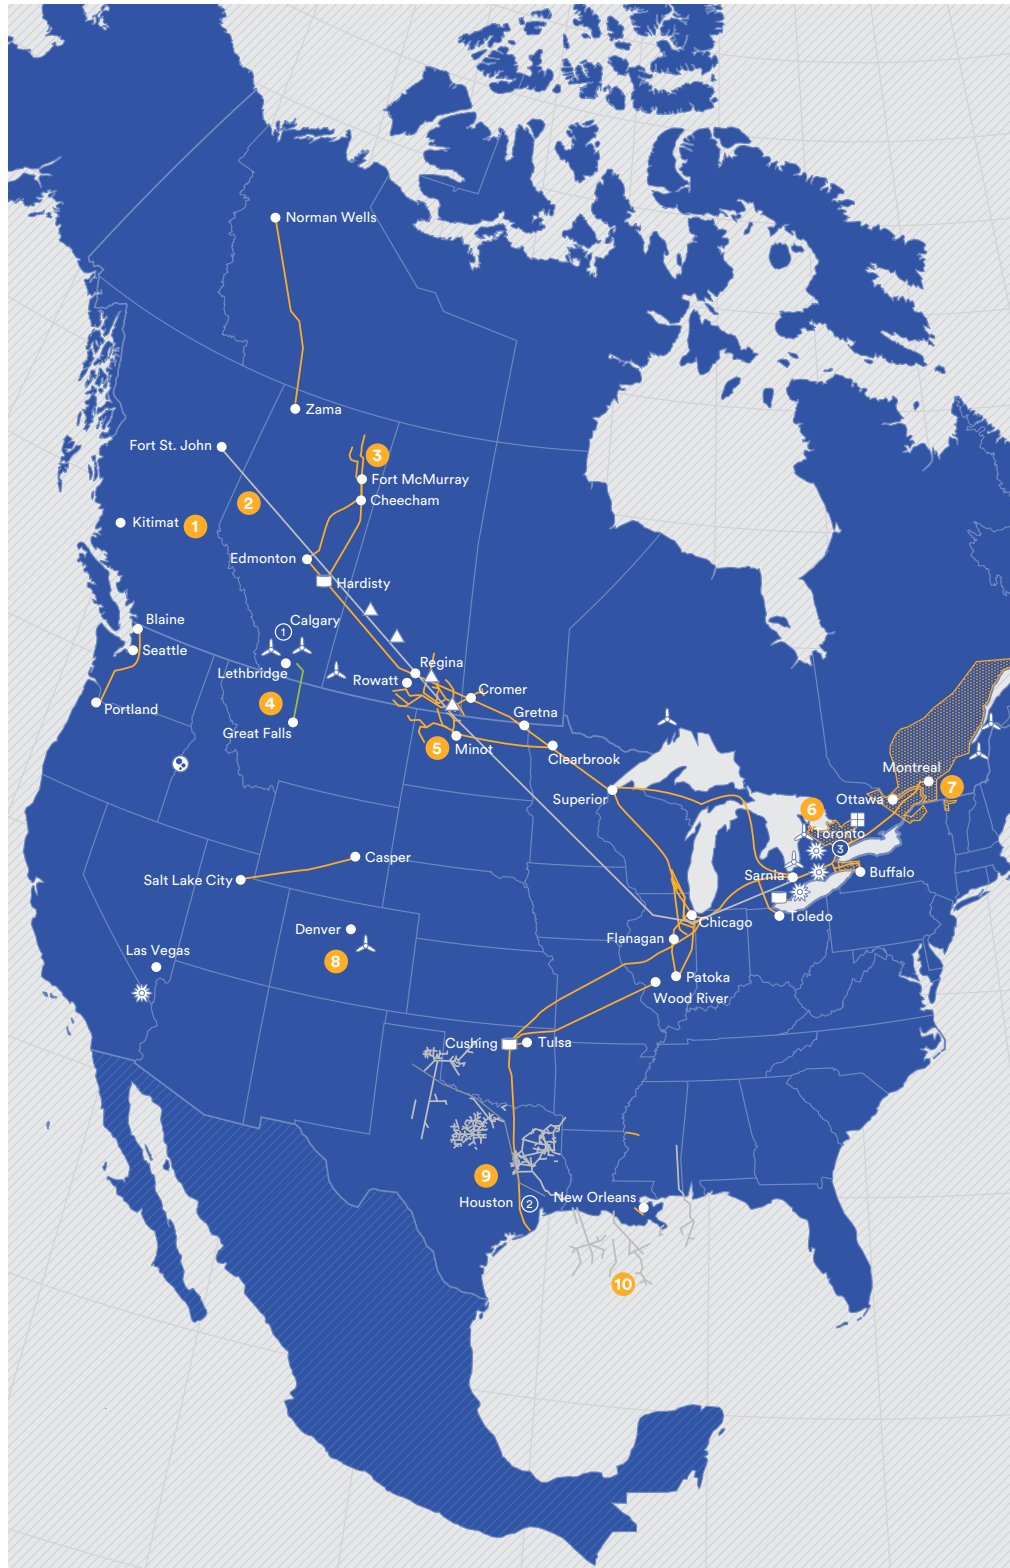 Norman Wells
Zama
Fort St. John
3
Fort McMurray
2
Cheecham
Kitimat
1
Edmonton
Hardisty
Blaine
1
Calgary
Seattle
Regina
Lethbridge
Rowatt
Cromer
4
Portland
Gretna
Great Falls
5
Minot
Clearbrook
Montreal
7
Superior
Ottawa
6
Toronto
3
Casper
Salt Lake City
Sarnia
Buffalo
Chicago
Toledo
Denver
Flanagan
Las Vegas
8
Patoka
Wood River
Cushing
Tulsa
9
Houston
2
New Orleans
10